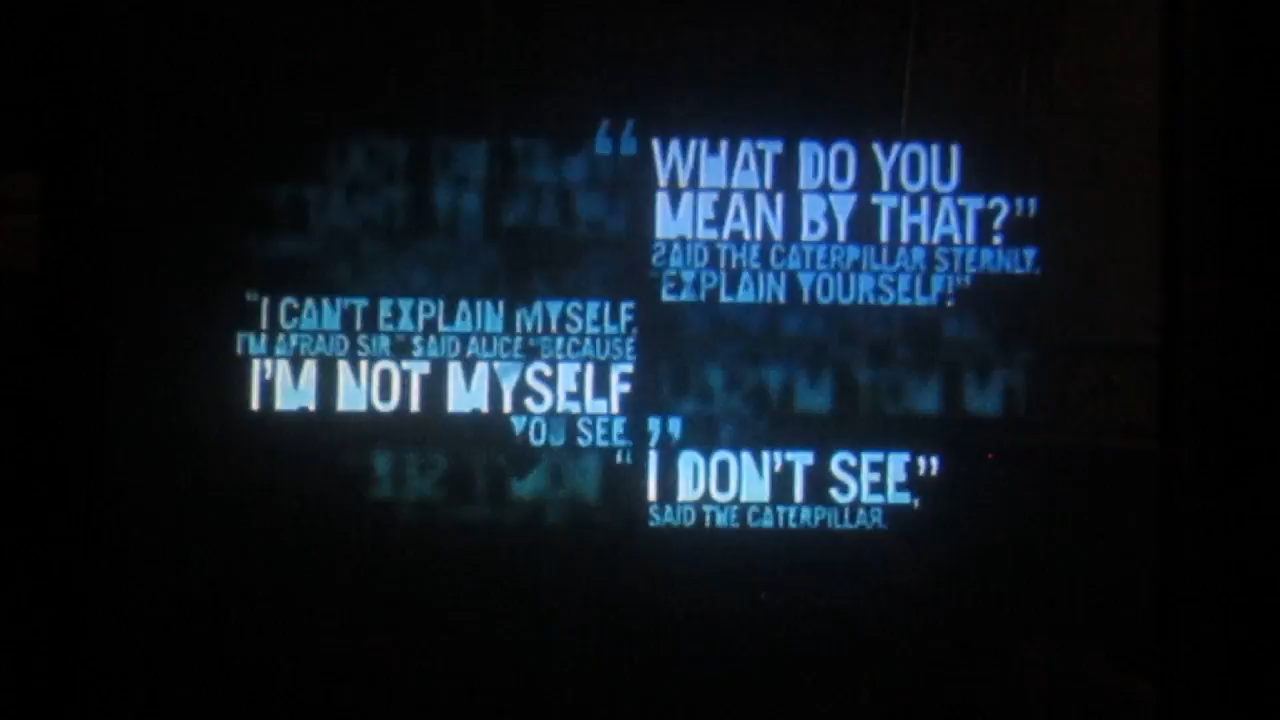 “WHAT DO YOU
MEAN BY THAT?”
SAID THE CATERPILLAR STERNLY.
"EXPLAIN YOURSELF!"
"I CAN'T EXPLAIN MYSELF,
I'M AFRAID SIR" SAID ALICE "BECAUSE
I'M NOT MYSELF
YOU SEE.”
“I DON'T SEE,”
SAID THE CATERPILLAR.